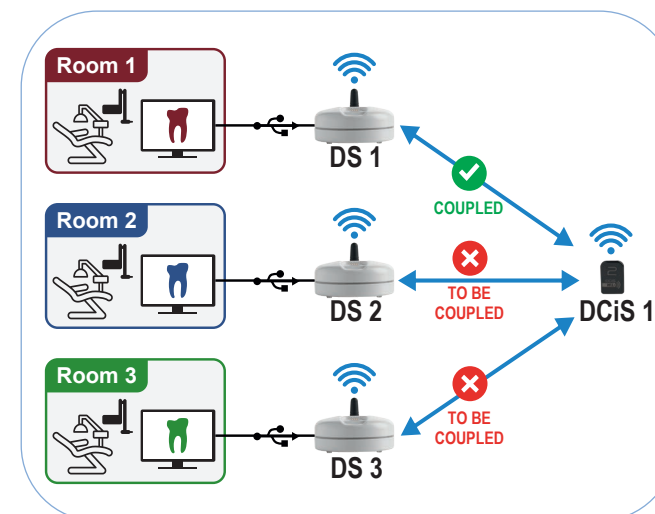 Room 1
DS 1
COUPLED
Room 2
DS 2
TO BE
COUPLED
DCiS 1
Room 3
TO BE
COUPLED
DS 3